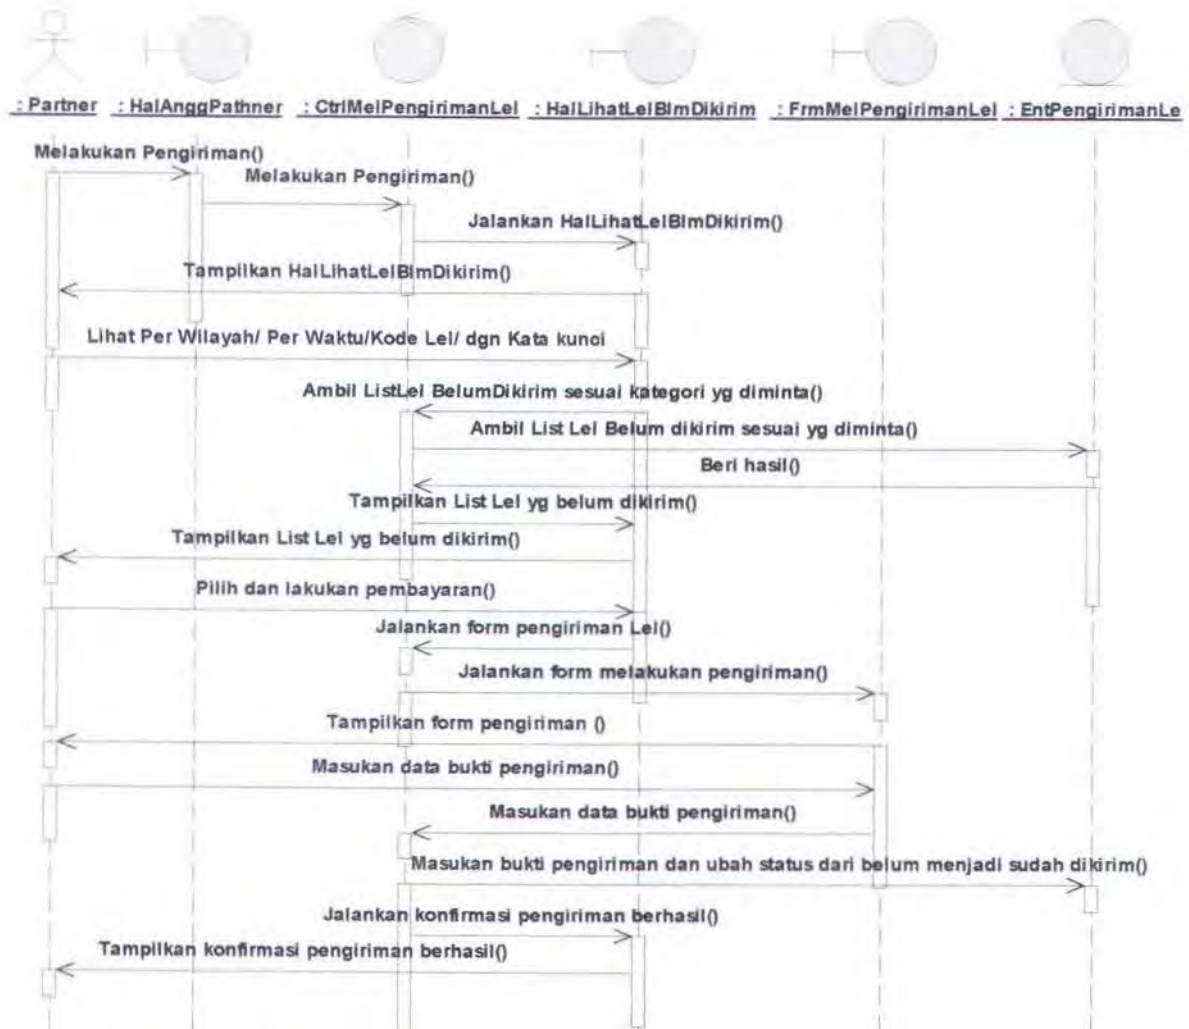 : Partner : HalAnggPathner : CtrlMelPengirimanLel : HalLihatLelBlmDikirim : FrmMelPengirimanLel : EntPengirimanLe
Melakukan Pengiriman()
Melakukan Pengiriman()
Jalankan HalLihatLelBlmDikirim()
Tampilkan HalLihatLelBlmDikirim()
Lihat Per Wilayah/ Per Waktu/Kode Lel/ dgn Kata kunci
Ambil ListLel BelumDikirim sesuai kategori yg diminta()
Ambil List Lel Belum dikirim sesuai yg diminta()
Beri hasil()
Tampilkan List Lel yg belum dikirim()
Tampilkan List Lel yg belum dikirim()
Pilih dan lakukan pembayaran()
Jalankan form pengiriman Lel()
Jalankan form melakukan pengiriman()
Tampilkan form pengiriman ()
Masukan data bukti pengiriman()
Masukan data bukti pengiriman()
Masukan bukti pengiriman dan ubah status dari belum menjadi sudah dikirim()
Jalankan konfirmasi pengiriman berhasil()
Tampilkan konfirmasi pengiriman berhasil()